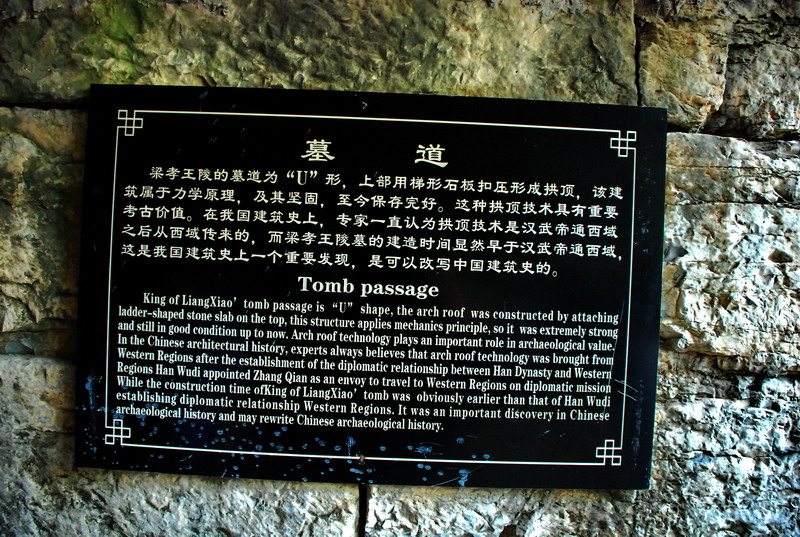 墓 道
梁孝王陵的墓道为“U”形，上部用梯形石板扣压形成拱顶，该建
筑属于力学原理，及其坚固，至今保存完好。这种拱顶技术具有重要
考古价值。在我国建筑史上，专家一直认为拱顶技术是汉武帝通西域
之后从西域传来的，而梁孝王陵墓的建造时间显然早于汉武帝通西域，
这是我国建筑史上一个重要发现，是可以改写中国建筑史的。
Tomb passage
King of LiangXiao’ tomb passage is “U” shape, the arch roof was constructed by attaching
ladder-shaped stone slab on the top, this structure applies mechanics principle, so it was extremely strong
and still in good condition up to now. Arch roof technology plays an important role in archaeological value.
In the Chinese architectural history, experts always believes that arch roof technology was brought from
Western Regions after the establishment of the diplomatic relationship between Han Dynasty and Western
Regions Han Wudi appointed Zhang Qian as an envoy to travel to Western Regions on diplomatic mission
While the construction time ofKing of LiangXiao’ tomb was obviously earlier than that of Han Wudi
establishing diplomatic relationship Western Regions. It was an important discovery in Chinese
archaeological history and may rewrite Chinese archaeological history.